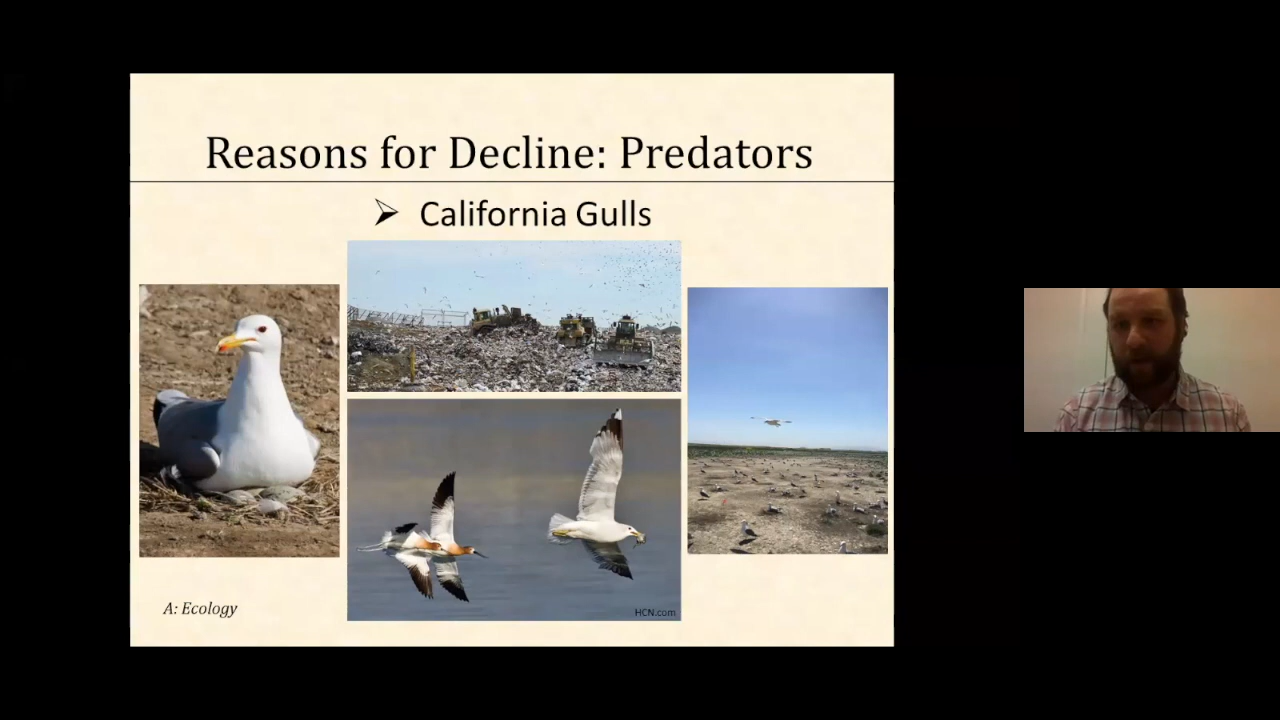 Reasons for Decline: Predators
➢ California Gulls
HCN.com
A: Ecology